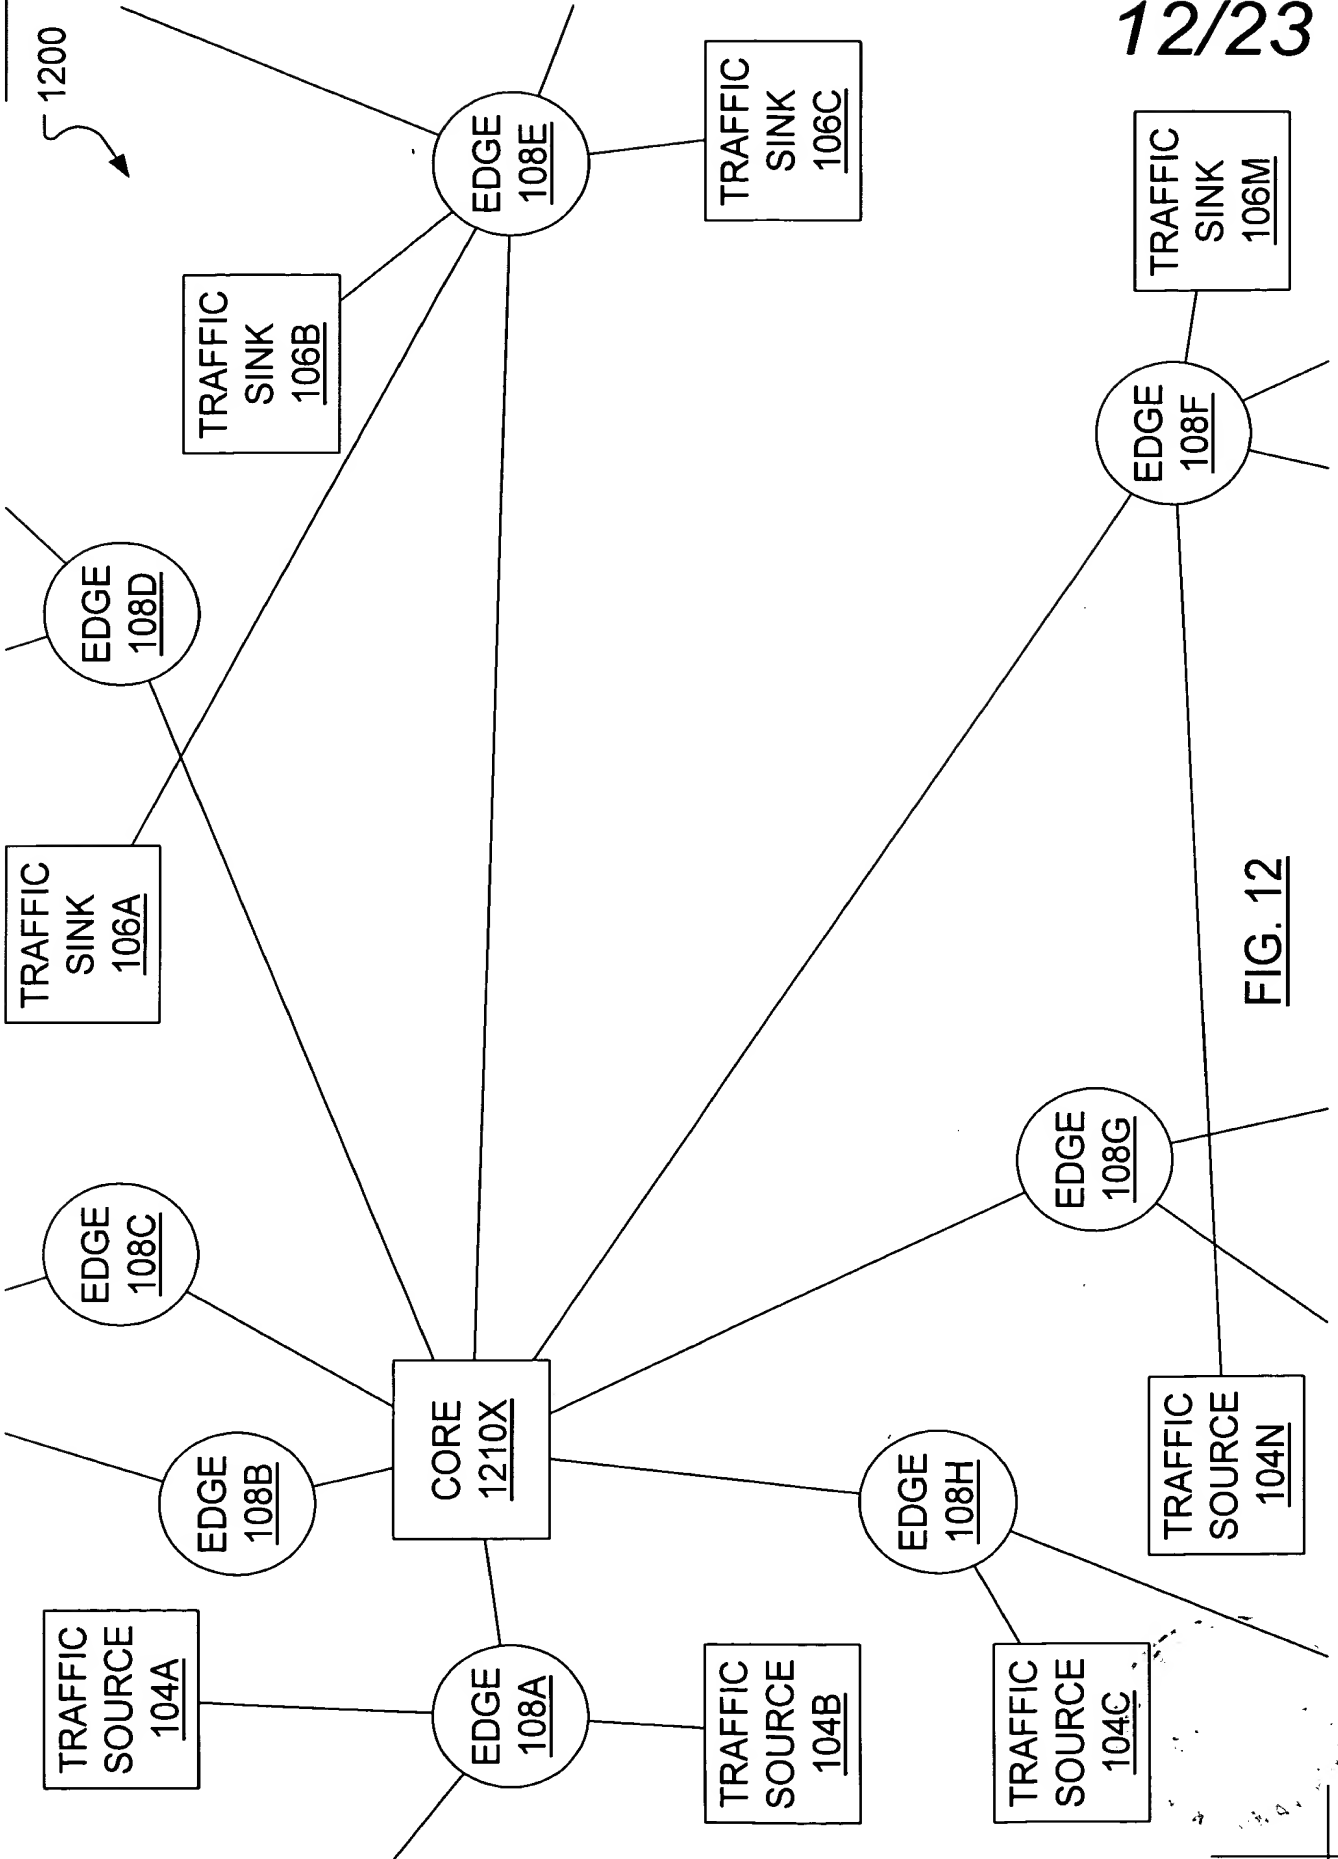 12/23
1200
TRAFFIC
SOURCE
104A
EDGE
108B
EDGE
108C
TRAFFIC
SINK
106A
EDGE
108D
TRAFFIC
SINK
106B
EDGE
108A
CORE
1210X
EDGE
108E
TRAFFIC
SOURCE
104B
TRAFFIC
SINK
106C
EDGE
108H
TRAFFIC
SOURCE
104C
EDGE
108G
EDGE
108F
TRAFFIC
SINK
106M
TRAFFIC
SOURCE
104N
FIG. 12